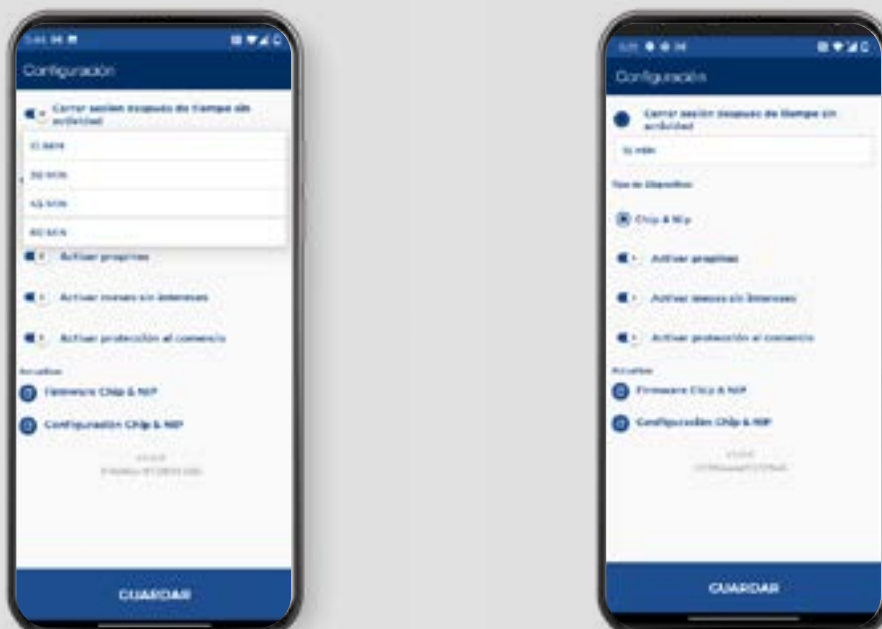 Configuración
Cerrar sesión después de tiempo sin
actividad
15 MIN
30 MIN
45 MIN
60 MIN
Activar propinas
Activar meses sin intereses
Activar protección al comercio
Actualizar
Firmware Chip & NIP
Configuración Chip & NIP
GUARDAR
Configuración
Cerrar sesión después de tiempo sin
actividad
15 MIN
Tipo de Dispositivo
Chip & Nip
Activar propinas
Activar meses sin intereses
Activar protección al comercio
Actualizar
Firmware Chip & NIP
Configuración Chip & NIP
GUARDAR